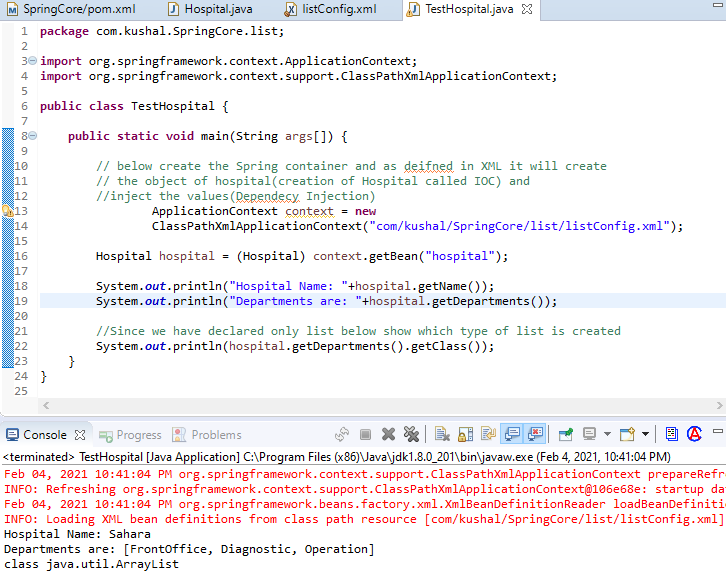 SpringCore/pom.xml Hospital.java listConfig.xml TestHospital.java
1 package com.kushal.SpringCore.list;
2
3 import org.springframework.context.ApplicationContext;
4 import org.springframework.context.support.ClassPathXmlApplicationContext;
5
6 public class TestHospital {
7
8 public static void main(String args[]) {
9
10 // below create the Spring container and as deifned in XML it will create
11 // the object of hospital(creation of Hospital called IOC) and
12 //inject the values(Dependecy Injection)
13 ApplicationContext context = new
14 ClassPathXmlApplicationContext("com/kushal/SpringCore/list/listConfig.xml");
15
16 Hospital hospital = (Hospital) context.getBean("hospital");
17
18 System.out.println("Hospital Name: "+hospital.getName());
19 System.out.println("Departments are: "+hospital.getDepartments());
20
21 //Since we have declared only list below show which type of list is created
22 System.out.println(hospital.getDepartments().getClass());
23 }
24 }
25
Console Progress Problems
<terminated> TestHospital [Java Application] C:\Program Files (x86)\Java\jdk1.8.0_201\bin\javaw.exe (Feb 4, 2021, 10:41:04 PM)
Feb 04, 2021 10:41:04 PM org.springframework.context.support.ClassPathXmlApplicationContext prepareRefr
INFO: Refreshing org.springframework.context.support.ClassPathXmlApplicationContext@106e68e: startup da
Feb 04, 2021 10:41:04 PM org.springframework.beans.factory.xml.XmlBeanDefinitionReader loadBeanDefiniti
INFO: Loading XML bean definitions from class path resource [com/kushal/SpringCore/list/listConfig.xml]
Hospital Name: Sahara
Departments are: [FrontOffice, Diagnostic, Operation]
class java.util.ArrayList